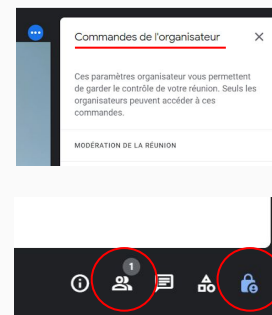 Commandes de l'organisateur
Ces paramètres organisateur vous permettent
de garder le contrôle de votre réunion. Seuls les
organisateurs peuvent accéder à ces
commandes.
MODÉRATION DE LA RÉUNION
1